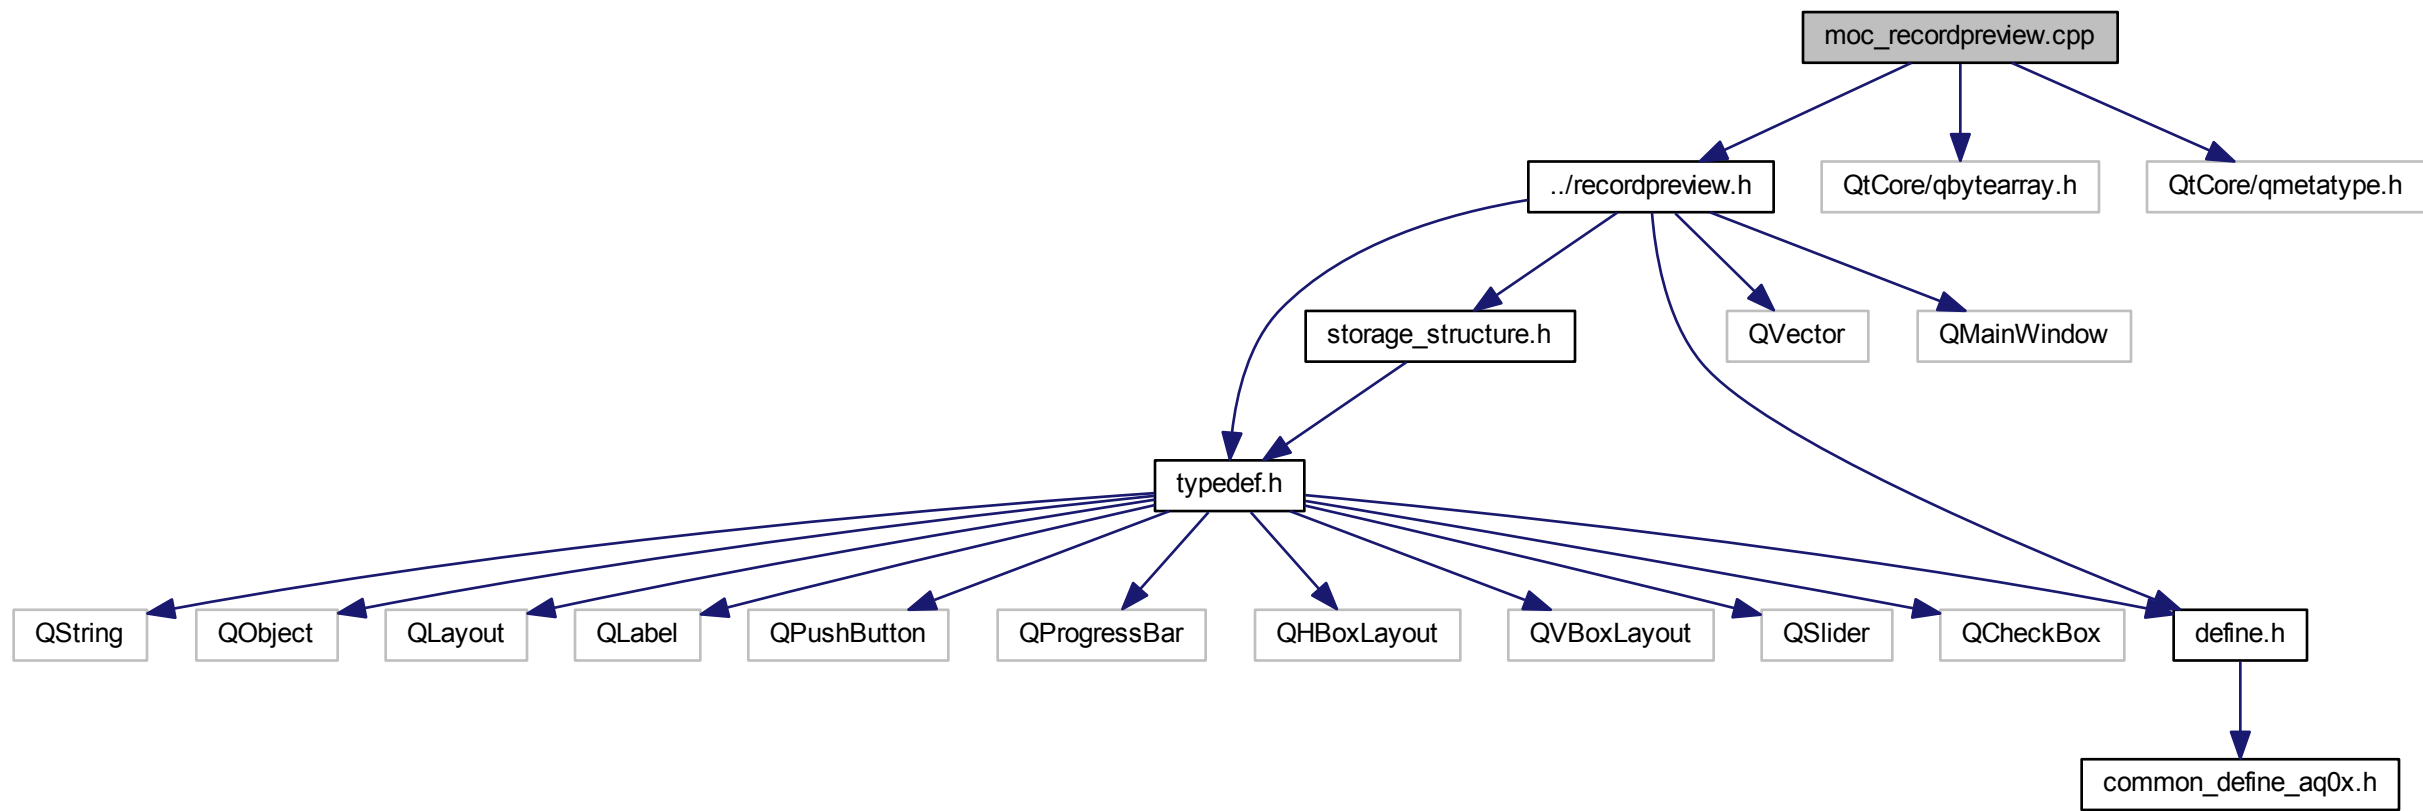 moc_recordpreview.cpp
../recordpreview.h
QtCore/qbytearray.h
QtCore/qmetatype.h
storage_structure.h
QVector
QMainWindow
typedef.h
QString
QObject
QLayout
QLabel
QPushButton
QProgressBar
QHBoxLayout
QVBoxLayout
QSlider
QCheckBox
define.h
common_define_aq0x.h